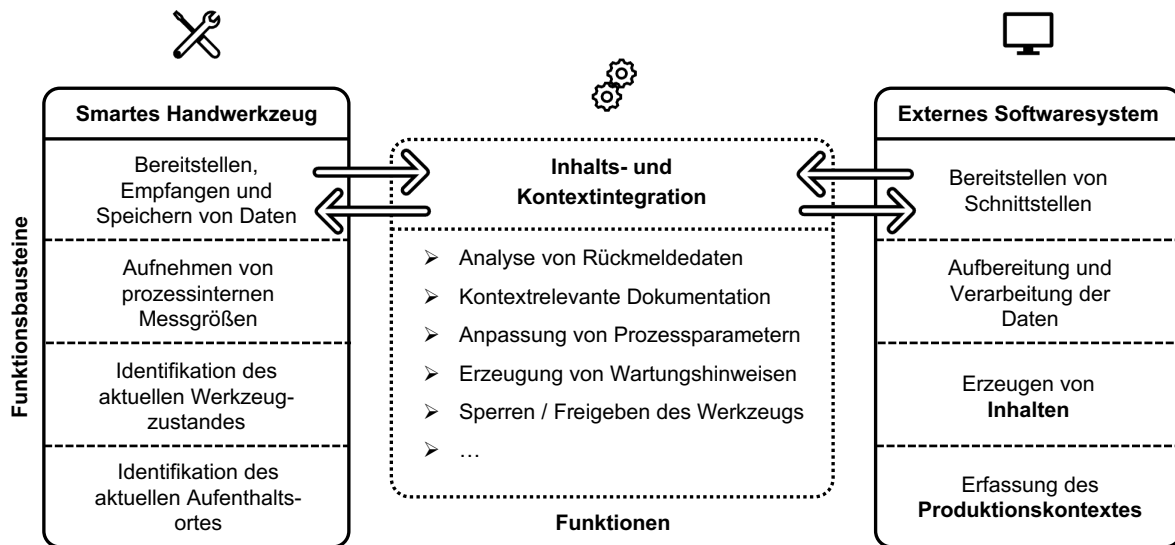 Funktionsbausteine
Smartes Handwerkzeug
Bereitstellen,
Empfangen und
Speichern von Daten
Aufnehmen von
prozessinternen
Messgrößen
Identifikation des
aktuellen Werkzeug-
zustandes
Identifikation des
aktuellen Aufenthalts-
ortes
Inhalts- und
Kontextintegration
➢ Analyse von Rückmeldedaten
➢ Kontextrelevante Dokumentation
➢ Anpassung von Prozessparametern
➢ Erzeugung von Wartungshinweisen
➢ Sperren / Freigeben des Werkzeugs
➢ …
Funktionen
Externes Softwaresystem
Bereitstellen von
Schnittstellen
Aufbereitung und
Verarbeitung der
Daten
Erzeugen von
Inhalten
Erfassung des
Produktionskontextes